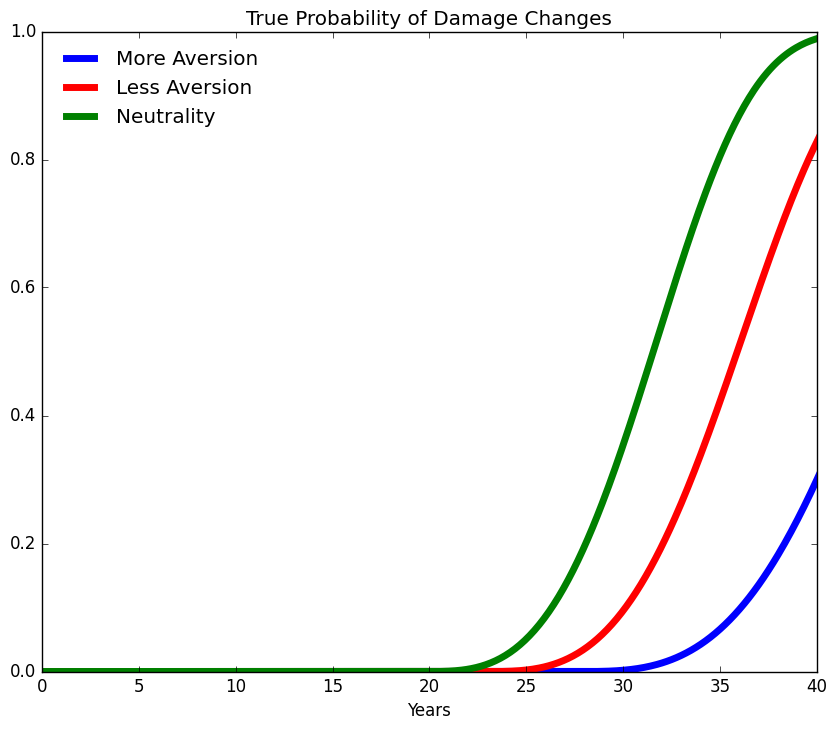 True Probability of Damage Changes
1.0
More Aversion
Less Aversion
Neutrality
0.8
0.6
0.4
0.2
0.0
0 5 10 15 20 25 30 35 40
Years